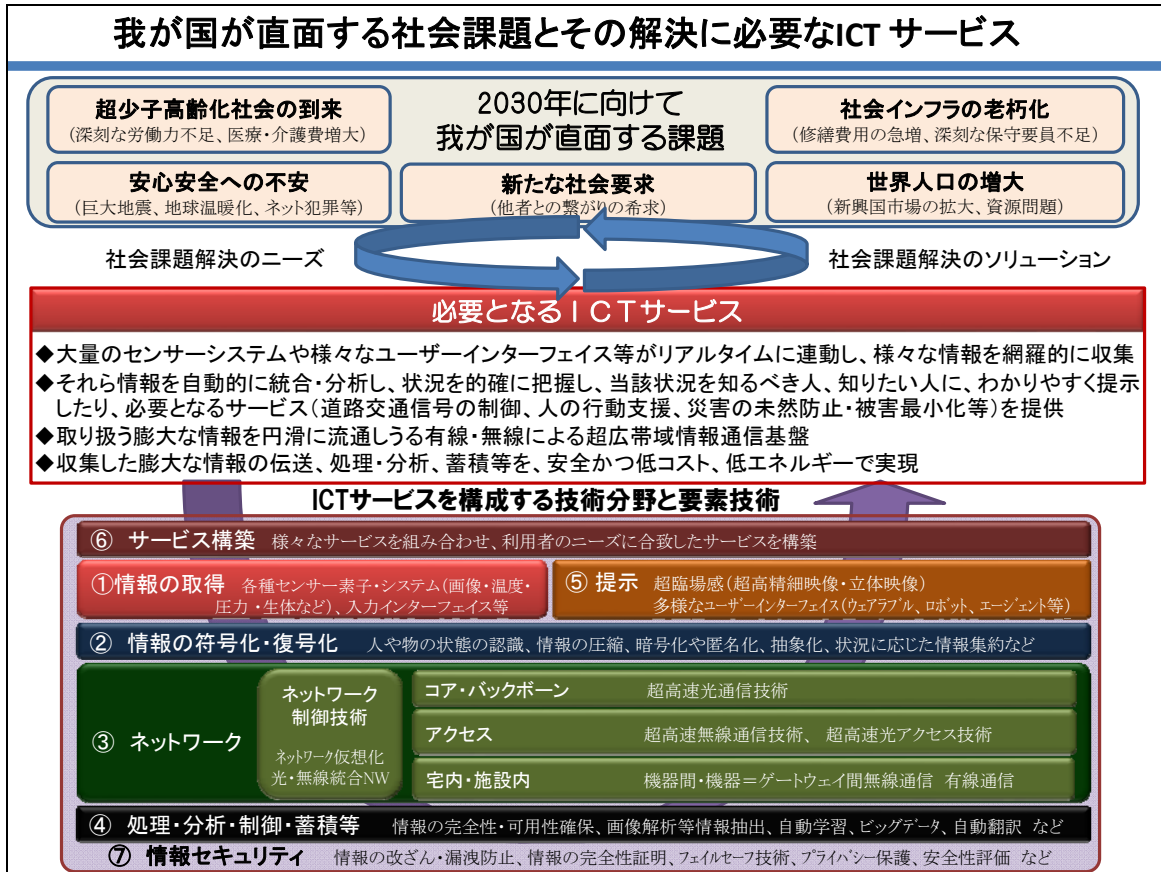 我が国が直面する社会課題とその解決に必要なICT サービス
超少子高齢化社会の到来
(深刻な労働力不足、医療・介護費増大)
2030年に向けて
我が国が直面する課題
社会インフラの老朽化
(修繕費用の急増、深刻な保守要員不足)
安心安全への不安
(巨大地震、地球温暖化、ネット犯罪等)
新たな社会要求
(他者との繋がりの希求)
世界人口の増大
(新興国市場の拡大、資源問題)
社会課題解決のニーズ
社会課題解決のソリューション
必要となるICTサービス
◆大量のセンサーシステムや様々なユーザーインターフェイス等がリアルタイムに連動し、様々な情報を網羅的に収集
◆それら情報を自動的に統合・分析し、状況を的確に把握し、当該状況を知るべき人、知りたい人に、わかりやすく提示
したり、必要となるサービス(道路交通信号の制御、人の行動支援、災害の未然防止・被害最小化等)を提供
◆取り扱う膨大な情報を円滑に流通しうる有線・無線による超広帯域情報通信基盤
◆収集した膨大な情報の伝送、処理・分析、蓄積等を、安全かつ低コスト、低エネルギーで実現
ICTサービスを構成する技術分野と要素技術
⑥ サービス構築 様々なサービスを組み合わせ、利用者のニーズに合致したサービスを構築
①情報の取得 各種センサー素子・システム(画像・温度・
圧力・生体など)、入力インターフェイス等
⑤ 提示 超臨場感(超高精細映像・立体映像)
多様なユーザーインターフェイス(ウェアラブル、ロボット、エージェント等)
② 情報の符号化・復号化 人や物の状態の認識、情報の圧縮、暗号化や匿名化、抽象化、状況に応じた情報集約など
③ ネットワーク
ネットワーク
制御技術
ネットワーク仮想化
光・無線統合NW
コア・バックボーン 超高速光通信技術
アクセス 超高速無線通信技術、 超高速光アクセス技術
宅内・施設内 機器間・機器=ゲートウェイ間無線通信 有線通信
④ 処理・分析・制御・蓄積等 情報の完全性・可用性確保、画像解析等情報抽出、自動学習、ビッグデータ、自動翻訳 など
⑦ 情報セキュリティ 情報の改ざん・漏洩防止、情報の完全性証明、フェイルセーフ技術、プライバシー保護、安全性評価 など